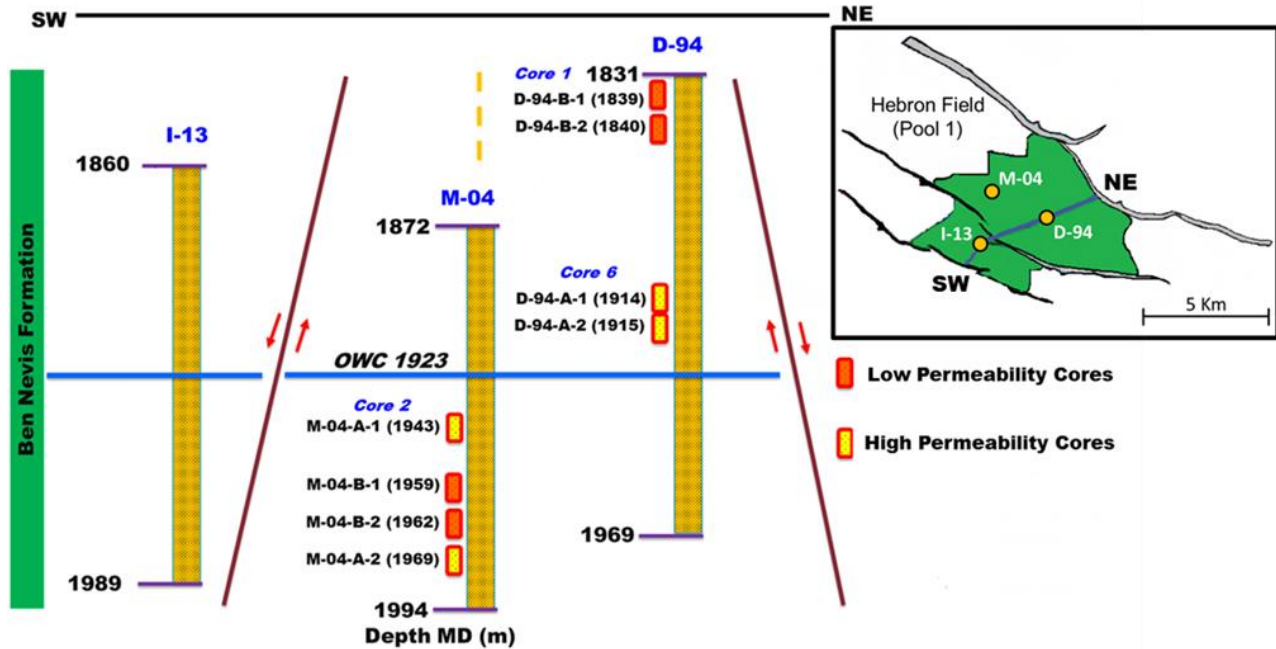 SW
NE
Ben Nevis Formation
I-13
1860
1989
M-04
1872
OWC 1923
Core 2
M-04-A-1 (1943)
M-04-B-1 (1959)
M-04-B-2 (1962)
M-04-A-2 (1969)
1994
Depth MD (m)
D-94
Core 1
1831
D-94-B-1 (1839)
D-94-B-2 (1840)
Core 6
D-94-A-1 (1914)
D-94-A-2 (1915)
1969
Hebron Field
(Pool 1)
M-04
NE
I-13
D-94
SW
5 Km
Low Permeability Cores
High Permeability Cores